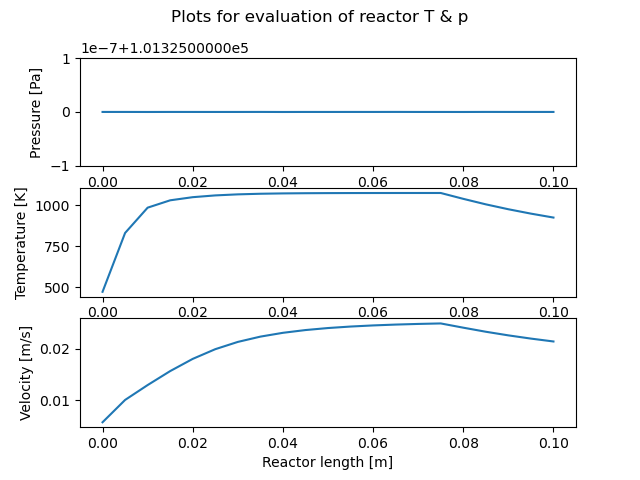 Plots for evaluation of reactor T & p
1e−7+1.0132500000e5
Pressure [Pa]
1
0
−1
0.00 0.02 0.04 0.06 0.08 0.10
Temperature [K]
1000
750
500
0.00 0.02 0.04 0.06 0.08 0.10
Velocity [m/s]
0.02
0.01
0.00 0.02 0.04 0.06 0.08 0.10
Reactor length [m]